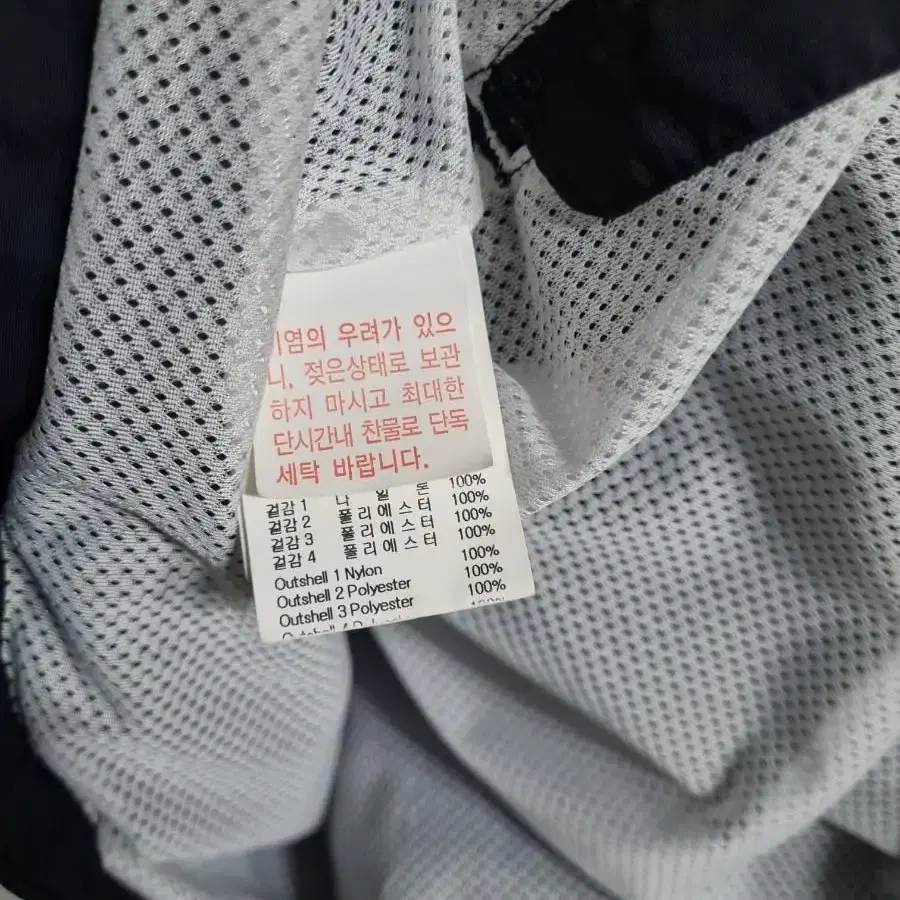 의 우려가 있으
니, 젖은상태로 보관
하지 마시고 최대한
단시간내 찬물로 단독
세탁 바랍니다.
겉감 1 나 일 론 100%
겉감 2 폴리에스터 100%
겉감 3 폴리에스터 100%
겉감 4 폴리에스터 100%
Outshell 1 Nylon 100%
Outshell 2 Polyester 100%
Outshell 3 Polyester 100%